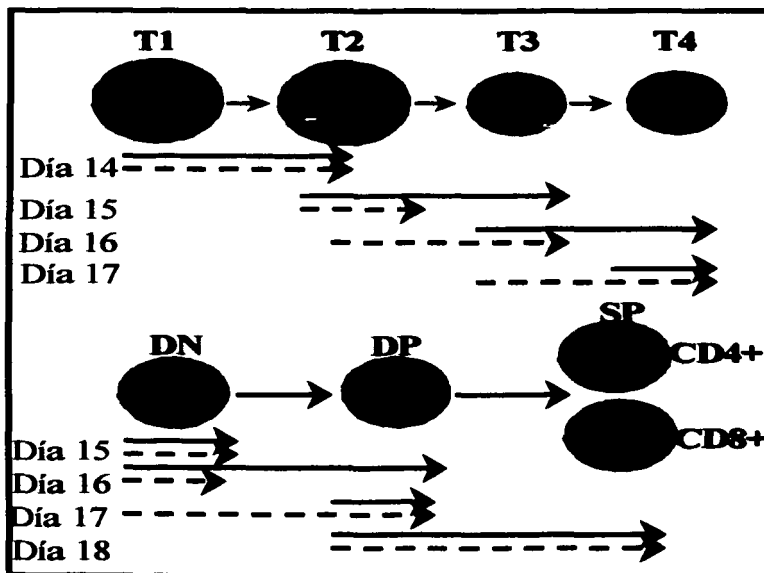 T1 T2 T3 T4
Día 14
Día 15
Día 16
Día 17
SP
DN DP CD4+
CD8+
Día 15
Día 16
Día 17
Día 18